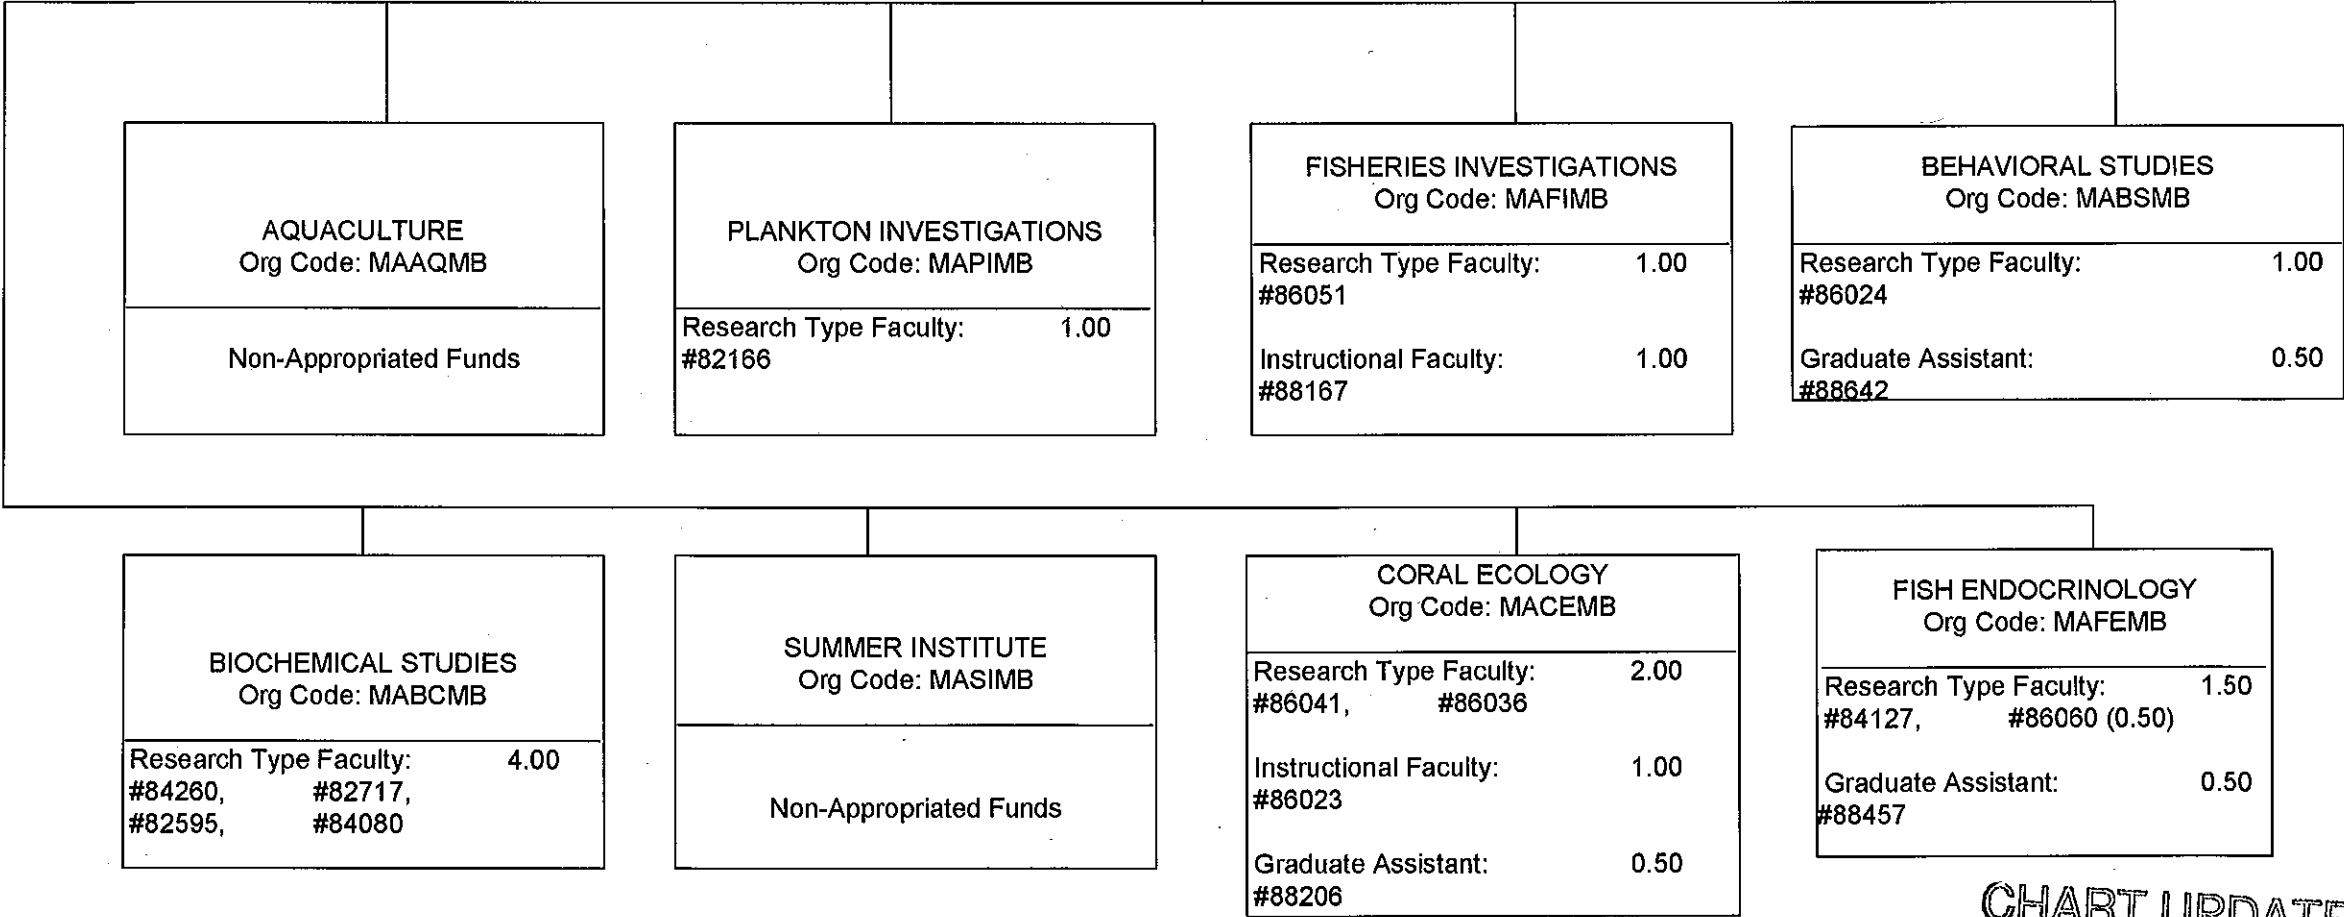 AQUACULTURE
Org Code: MAAQMB
Non-Appropriated Funds
PLANKTON INVESTIGATIONS
Org Code: MAPIMB
Research Type Faculty: 1.00
#82166
FISHERIES INVESTIGATIONS
Org Code: MAFIMB
Research Type Faculty: 1.00
#86051
Instructional Faculty: 1.00
#88167
BEHAVIORAL STUDIES
Org Code: MABSMB
Research Type Faculty: 1.00
#86024
Graduate Assistant: 0.50
#88642
BIOCHEMICAL STUDIES
Org Code: MABCMB
Research Type Faculty: 4.00
#84260, #82717,
#82595, #84080
SUMMER INSTITUTE
Org Code: MASIMB
Non-Appropriated Funds
CORAL ECOLOGY
Org Code: MACEMB
Research Type Faculty: 2.00
#86041, #86036
Instructional Faculty: 1.00
#86023
Graduate Assistant: 0.50
#88206
FISH ENDOCRINOLOGY
Org Code: MAFEMB
Research Type Faculty: 1.50
#84127, #86060 (0.50)
Graduate Assistant: 0.50
#88457
CHART UPDATE